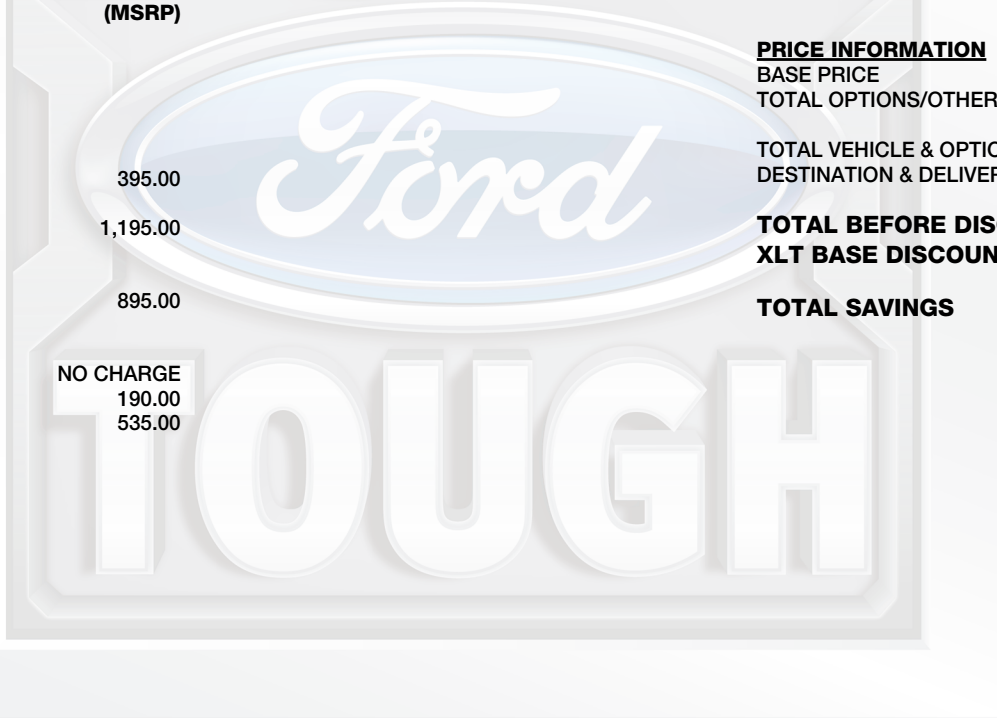 (MSRP)
395.00
1,195.00
895.00
NO CHARGE
190.00
535.00
PRICE INFORMATION
BASE PRICE
TOTAL OPTIONS/OTHER
TOTAL VEHICLE & OPTIO
DESTINATION & DELIVER
TOTAL BEFORE DISC
XLT BASE DISCOUN
TOTAL SAVINGS
Ford
TOUGH